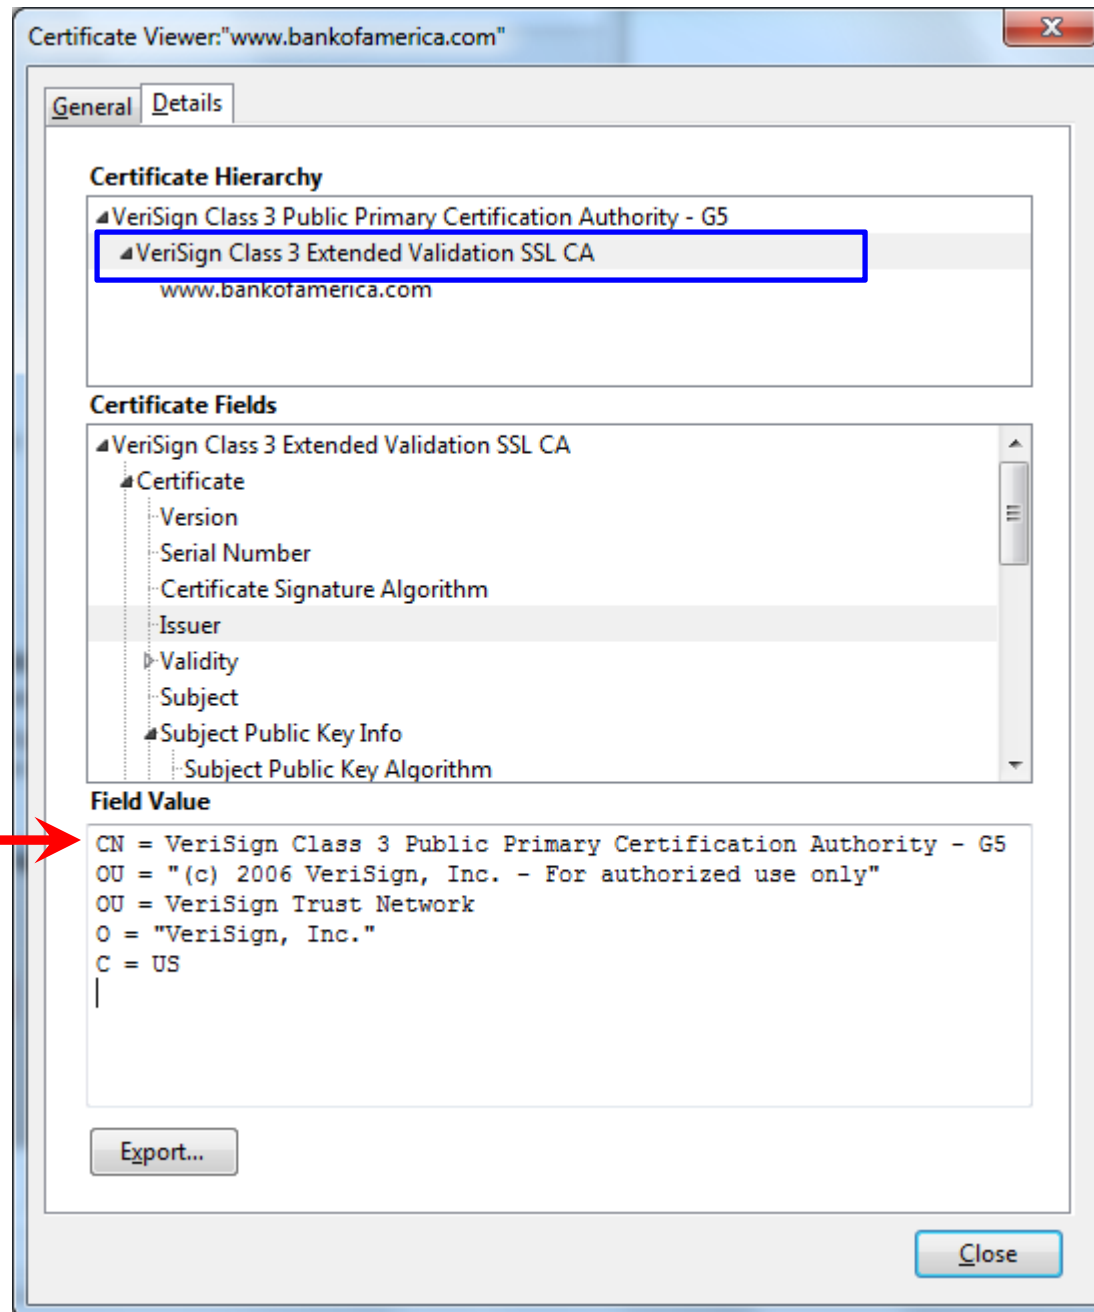 Certificate Viewer:"www.bankofamerica.com"
General Details
Certificate Hierarchy
VeriSign Class 3 Public Primary Certification Authority - G5
VeriSign Class 3 Extended Validation SSL CA
www.bankofamerica.com
Certificate Fields
VeriSign Class 3 Extended Validation SSL CA
Certificate
Version
Serial Number
Certificate Signature Algorithm
Issuer
Validity
Subject
Subject Public Key Info
Subject Public Key Algorithm
Field Value
CN = VeriSign Class 3 Public Primary Certification Authority - G5
OU = "(c) 2006 VeriSign, Inc. - For authorized use only"
OU = VeriSign Trust Network
O = "VeriSign, Inc."
C = US
Export...
Close